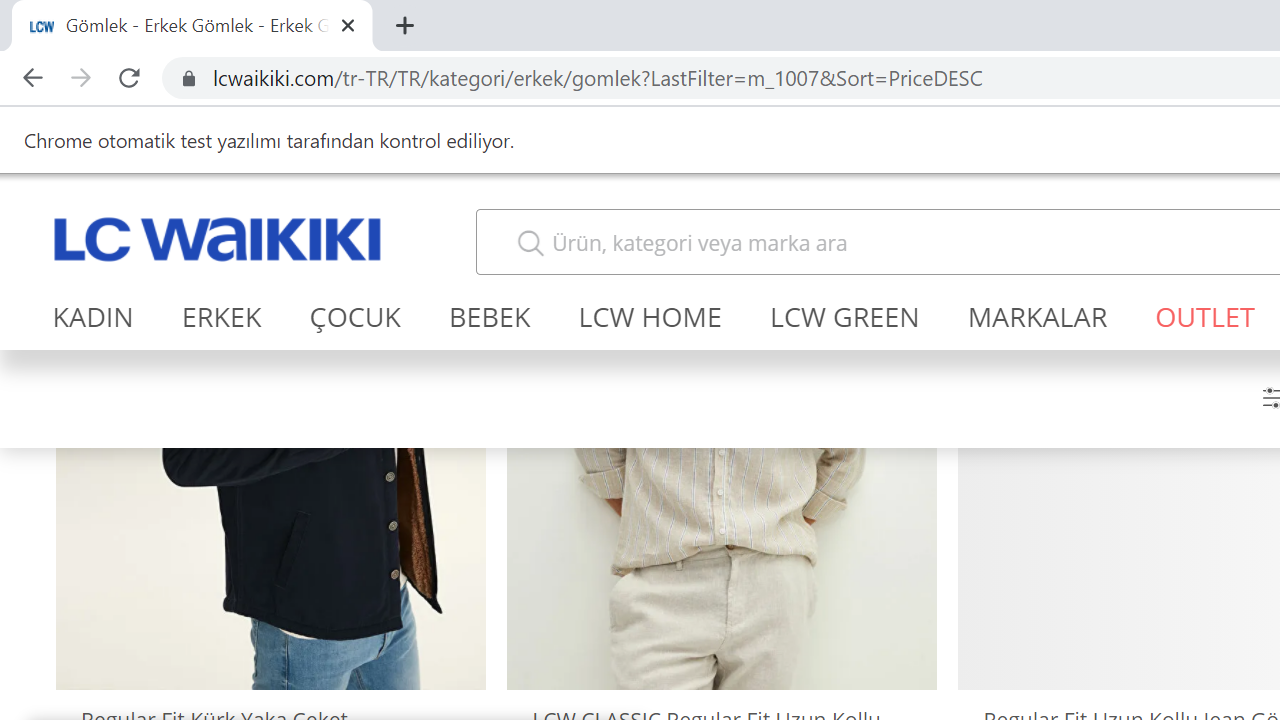 LCW Gömlek - Erkek Gömlek - Erkek G
lcwaikiki.com/tr-TR/TR/kategori/erkek/gomlek?LastFilter=m_1007&Sort=PriceDESC
Chrome otomatik test yazılımı tarafından kontrol ediliyor.
LC WAIKIKI
Ürün, kategori veya marka ara
KADIN ERKEK ÇOCUK BEBEK LCW HOME LCW GREEN MARKALAR OUTLET
Regular Fit Kürk Yaka Ceket LCW CLASSIC Regular Fit Uzun Kollu Regular Fit Uzun Kollu Jean Gö